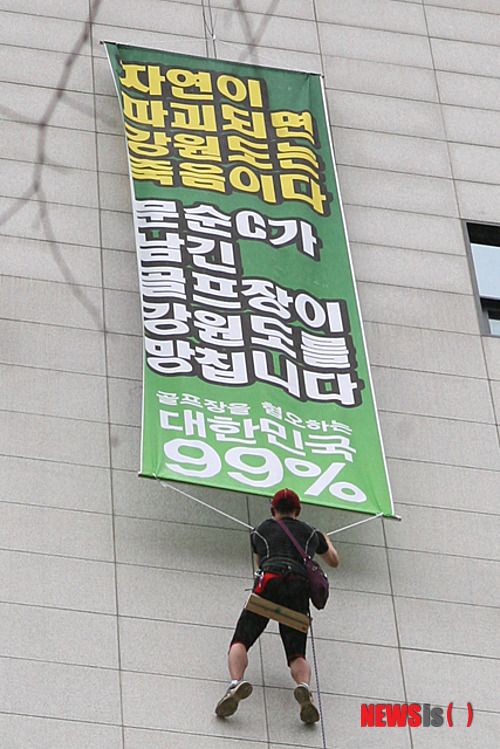 자연이
파괴되면
강원도는
죽음이다
문순C가
남긴
골프장이
강원도를
망칩니다
골프장을 혐오하는
대한민국
99%
NEWSis( )